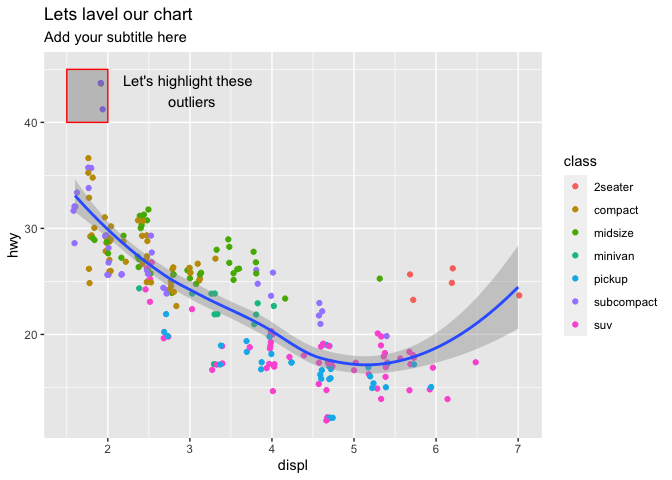 Lets lavel our chart
Add your subtitle here
Let's highlight these
outliers
40
30
20
hwy
2
3
4
5
6
7
displ
class
2seater
compact
midsize
minivan
pickup
subcompact
suv